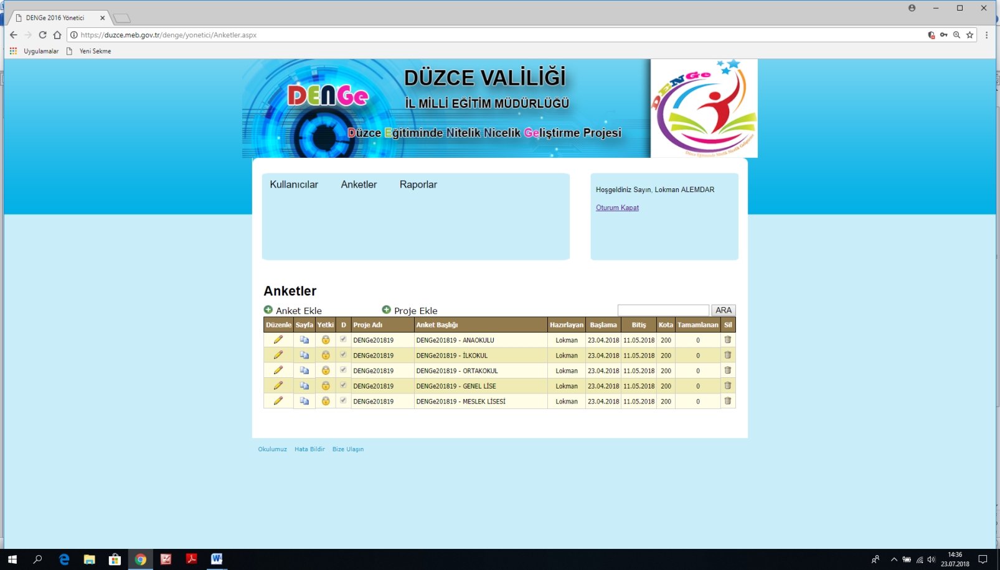 DENGe 2016 Yönetici
https://duzce.meb.gov.tr/denge/yonetici/Anketler.aspx
Uygulamalar Yeni Sekme
DENGe
DÜZCE VALİLİĞİ
İL MİLLİ EĞİTİM MÜDÜRLÜĞÜ
Düzce Eğitiminde Nitelik Nicelik Geliştirme Projesi
DENGe
Düzce Eğitiminde Nitelik Nicelik Geliştirme
Kullanıcılar Anketler Raporlar
Hoşgeldiniz Sayın, Lokman ALEMDAR
Oturum Kapat
Anketler
Anket Ekle Proje Ekle ARA
Düzenle Sayfa Yetki D Proje Adı Anket Başlığı Hazırlayan Başlama Bitiş Kota Tamamlanan Sil
DENGe201819 DENGe201819 - ANAOKULU Lokman 23.04.2018 11.05.2018 200 0
DENGe201819 DENGe201819 - İLKOKUL Lokman 23.04.2018 11.05.2018 200 0
DENGe201819 DENGe201819 - ORTAKOKUL Lokman 23.04.2018 11.05.2018 200 0
DENGe201819 DENGe201819 - GENEL LİSE Lokman 23.04.2018 11.05.2018 200 0
DENGe201819 DENGe201819 - MESLEK LİSESİ Lokman 23.04.2018 11.05.2018 200 0
Okulumuz Hata Bildir Bize Ulaşın
14:36
23.07.2018